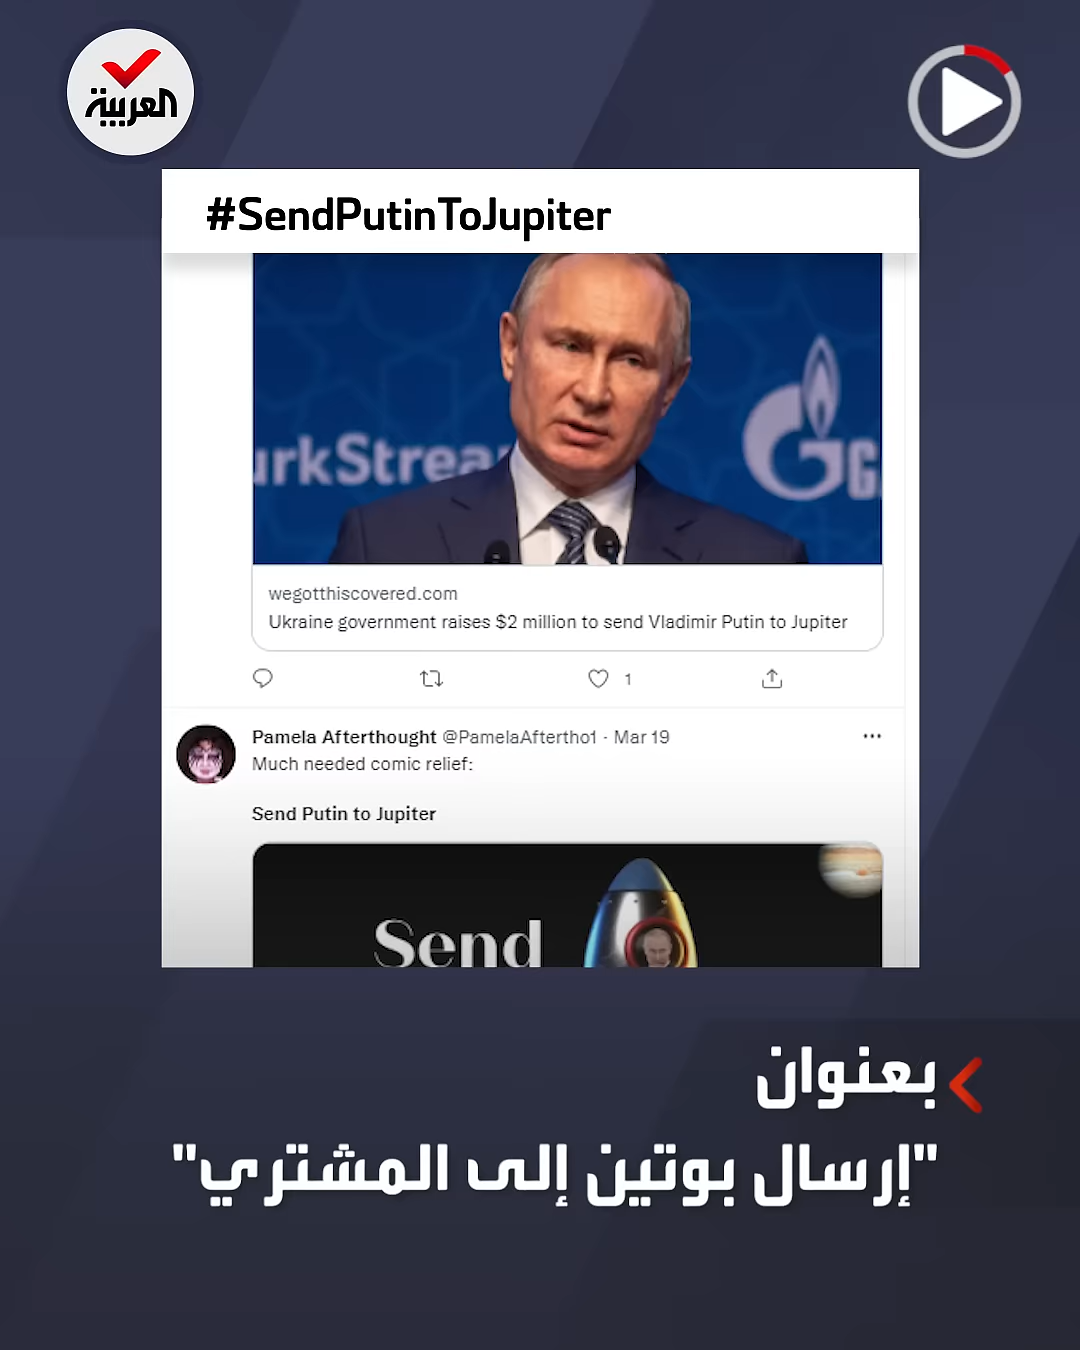 العربية
#SendPutinToJupiter
urkStrea
G
wegotthiscovered.com
Ukraine government raises $2 million to send Vladimir Putin to Jupiter
1
Pamela Afterthought @PamelaAftertho1 · Mar 19
Much needed comic relief:
Send Putin to Jupiter
Send
بعنوان
"إرسال بوتين إلى المشتري"